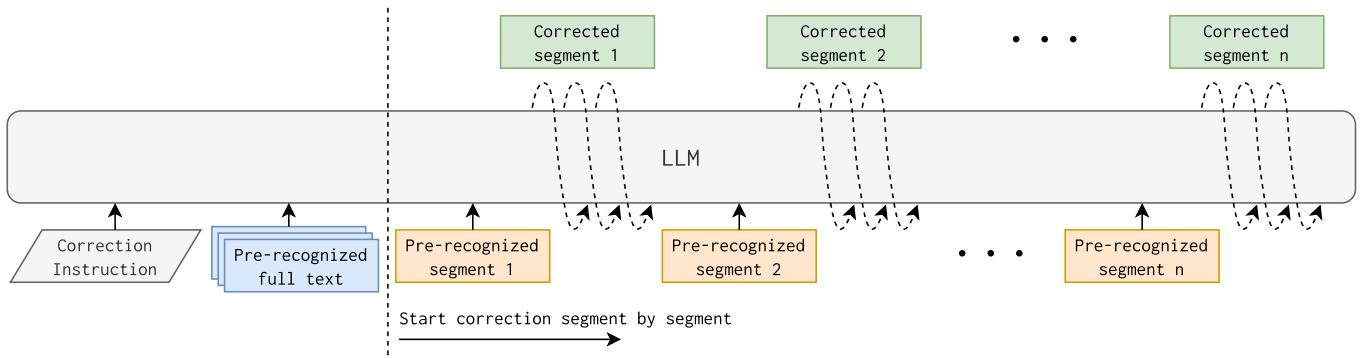 Corrected
segment 1
Corrected
segment 2
Corrected
segment n
LLM
Correction
Instruction
Pre-recognized
full text
Pre-recognized
segment 1
Pre-recognized
segment 2
Pre-recognized
segment n
Start correction segment by segment